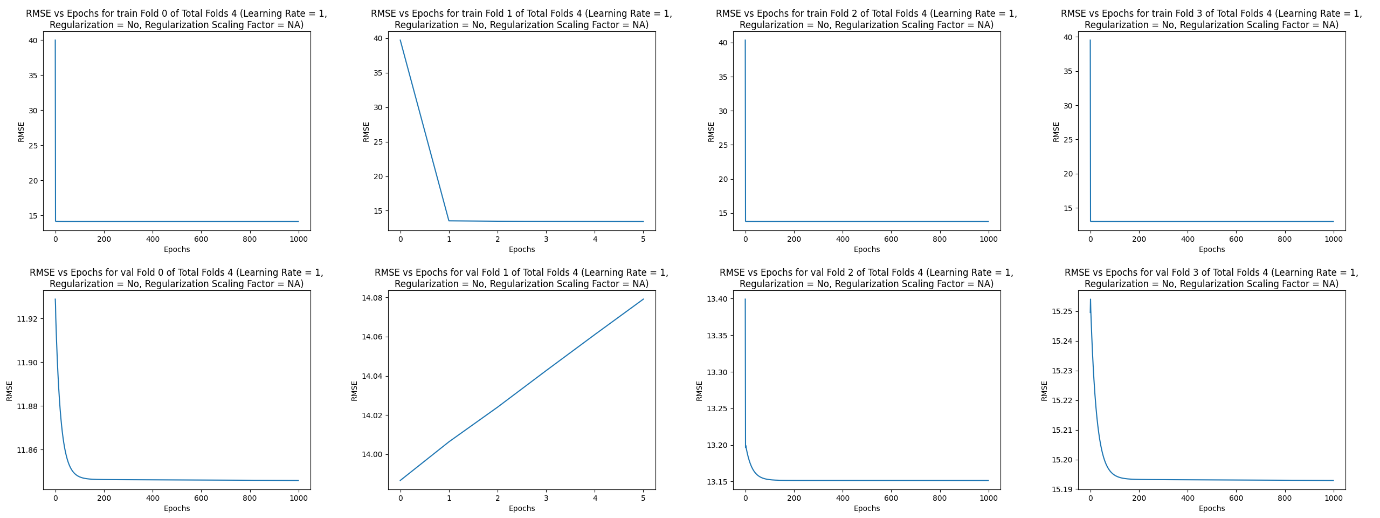 RMSE vs Epochs for train Fold 0 of Total Folds 4 (Learning Rate = 1,
Regularization = No, Regularization Scaling Factor = NA)
40
35
30
25
20
15
RMSE
0 200 400 600 800 1000
Epochs
RMSE vs Epochs for train Fold 1 of Total Folds 4 (Learning Rate = 1,
Regularization = No, Regularization Scaling Factor = NA)
40
35
30
25
20
15
RMSE
0 1 2 3 4 5
Epochs
RMSE vs Epochs for train Fold 2 of Total Folds 4 (Learning Rate = 1,
Regularization = No, Regularization Scaling Factor = NA)
40
35
30
25
20
15
RMSE
0 200 400 600 800 1000
Epochs
RMSE vs Epochs for train Fold 3 of Total Folds 4 (Learning Rate = 1,
Regularization = No, Regularization Scaling Factor = NA)
40
35
30
25
20
15
RMSE
0 200 400 600 800 1000
Epochs
RMSE vs Epochs for val Fold 0 of Total Folds 4 (Learning Rate = 1,
Regularization = No, Regularization Scaling Factor = NA)
11.92
11.90
11.88
11.86
RMSE
0 200 400 600 800 1000
Epochs
RMSE vs Epochs for val Fold 1 of Total Folds 4 (Learning Rate = 1,
Regularization = No, Regularization Scaling Factor = NA)
14.08
14.06
14.04
14.02
14.00
RMSE
0 1 2 3 4 5
Epochs
RMSE vs Epochs for val Fold 2 of Total Folds 4 (Learning Rate = 1,
Regularization = No, Regularization Scaling Factor = NA)
13.40
13.35
13.30
13.25
13.20
13.15
RMSE
0 200 400 600 800 1000
Epochs
RMSE vs Epochs for val Fold 3 of Total Folds 4 (Learning Rate = 1,
Regularization = No, Regularization Scaling Factor = NA)
15.25
15.24
15.23
15.22
15.21
15.20
15.19
RMSE
0 200 400 600 800 1000
Epochs